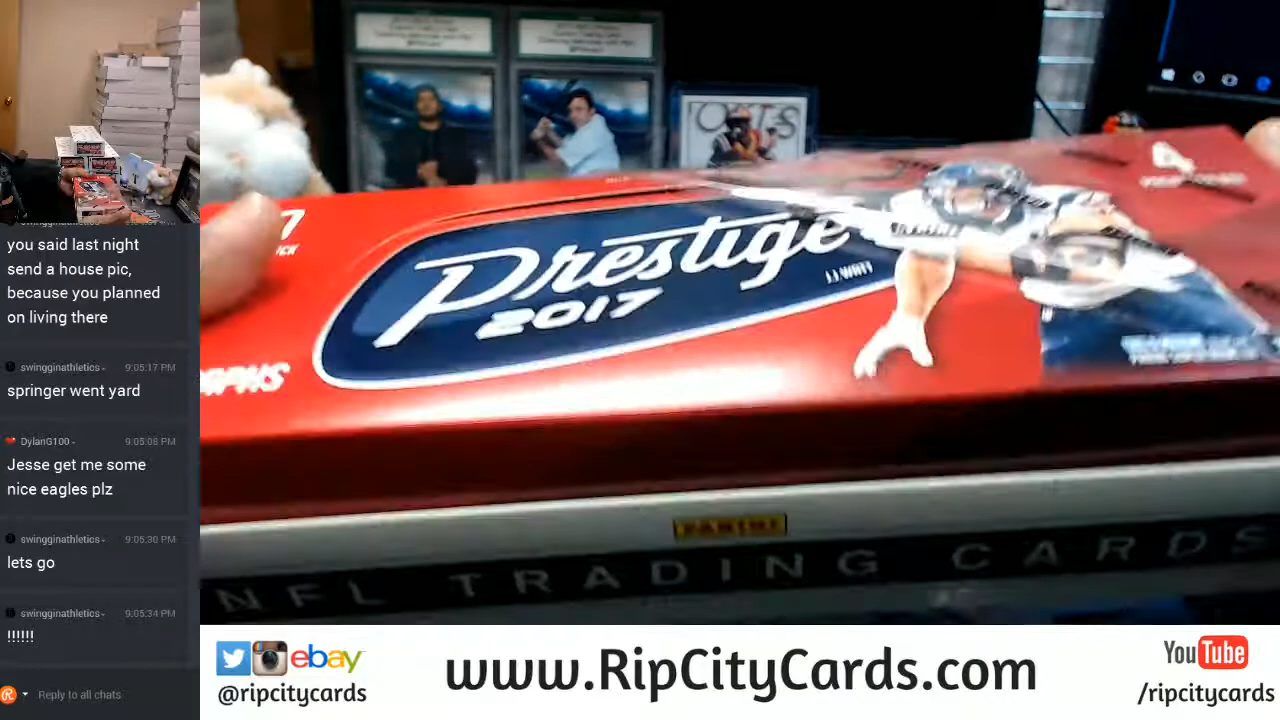 you said last night
send a house pic,
because you planned
on living there
swingginathletics
9:05:17 PM
springer went yard
DylanG100
9:05:08 PM
Jesse get me some
nice eagles plz
swingginathletics
9:05:30 PM
lets go
swingginathletics
9:05:34 PM
!!!!!!
Reply to all chats
Prestige
2017
J.J. WATT
PANINI
NFL TRADING CARDS
ebay
@ripcitycards
www.RipCityCards.com
YouTube
/ripcitycards